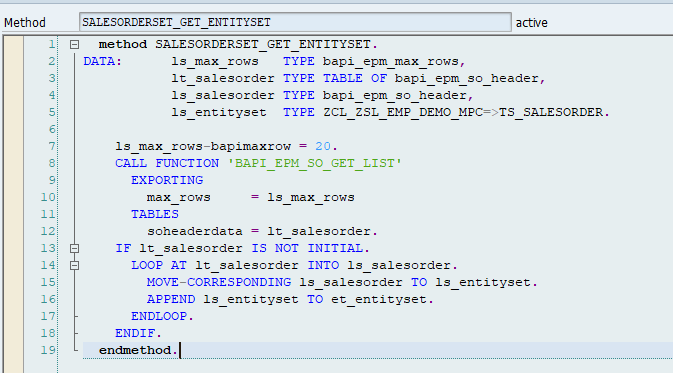 Method SALESORDERSET_GET_ENTITYSET active
1 method SALESORDERSET_GET_ENTITYSET.
2 DATA: ls_max_rows TYPE bapi_epm_max_rows,
3 lt_salesorder TYPE TABLE OF bapi_epm_so_header,
4 ls_salesorder TYPE bapi_epm_so_header,
5 ls_entityset TYPE ZCL_ZSL_EMP_DEMO_MPC=>TS_SALESORDER.
6
7 ls_max_rows-bapimaxrow = 20.
8 CALL FUNCTION 'BAPI_EPM_SO_GET_LIST'
9 EXPORTING
10 max_rows = ls_max_rows
11 TABLES
12 soheaderdata = lt_salesorder.
13 IF lt_salesorder IS NOT INITIAL.
14 LOOP AT lt_salesorder INTO ls_salesorder.
15 MOVE-CORRESPONDING ls_salesorder TO ls_entityset.
16 APPEND ls_entityset TO et_entityset.
17 ENDLOOP.
18 ENDIF.
19 endmethod.